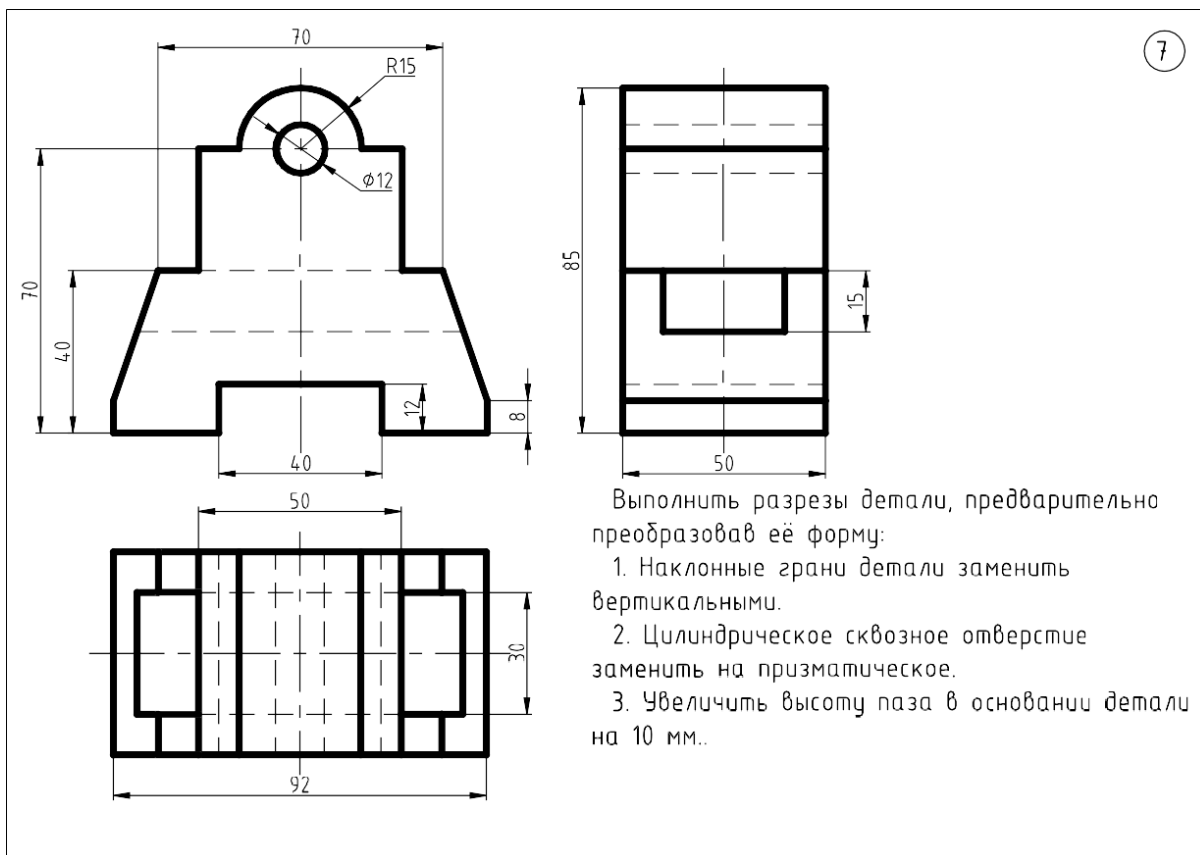 70
7
R15
⌀12
70
40
12
8
40
85
15
50
50
30
92
Выполнить разрезы детали, предварительно
преобразовав её форму:
1. Наклонные грани детали заменить
вертикальными.
2. Цилиндрическое сквозное отверстие
заменить на призматическое.
3. Увеличить высоту паза в основании детали
на 10 мм..